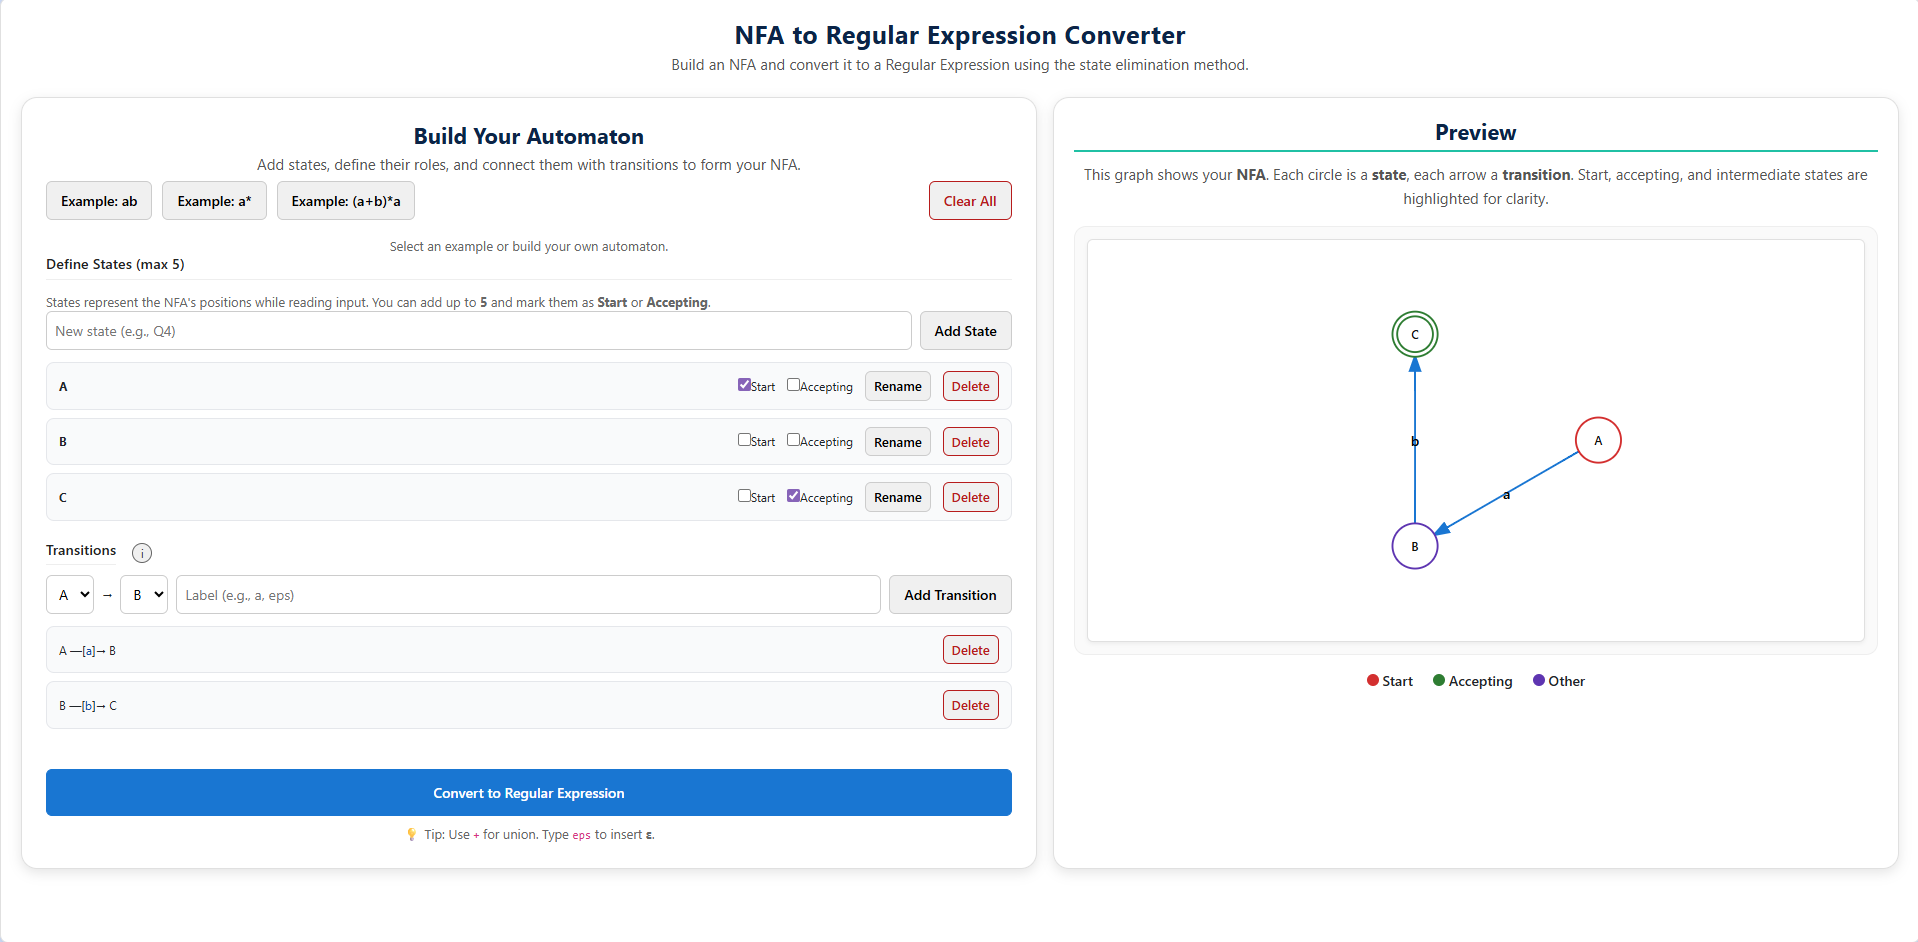 NFA to Regular Expression Converter
Build an NFA and convert it to a Regular Expression using the state elimination method.
Build Your Automaton
Add states, define their roles, and connect them with transitions to form your NFA.
Example: ab
Example: a*
Example: (a+b)*a
Clear All
Select an example or build your own automaton.
Define States (max 5)
States represent the NFA's positions while reading input. You can add up to 5 and mark them as Start or Accepting.
New state (e.g., Q4)
Add State
A
Start
Accepting
Rename
Delete
B
Start
Accepting
Rename
Delete
C
Start
Accepting
Rename
Delete
Transitions
i
A
→
B
Label (e.g., a, eps)
Add Transition
A —[a]→ B
Delete
B —[b]→ C
Delete
Convert to Regular Expression
💡 Tip: Use + for union. Type eps to insert ε.
Preview
This graph shows your NFA. Each circle is a state, each arrow a transition. Start, accepting, and intermediate states are
highlighted for clarity.
C
b
A
a
B
Start
Accepting
Other